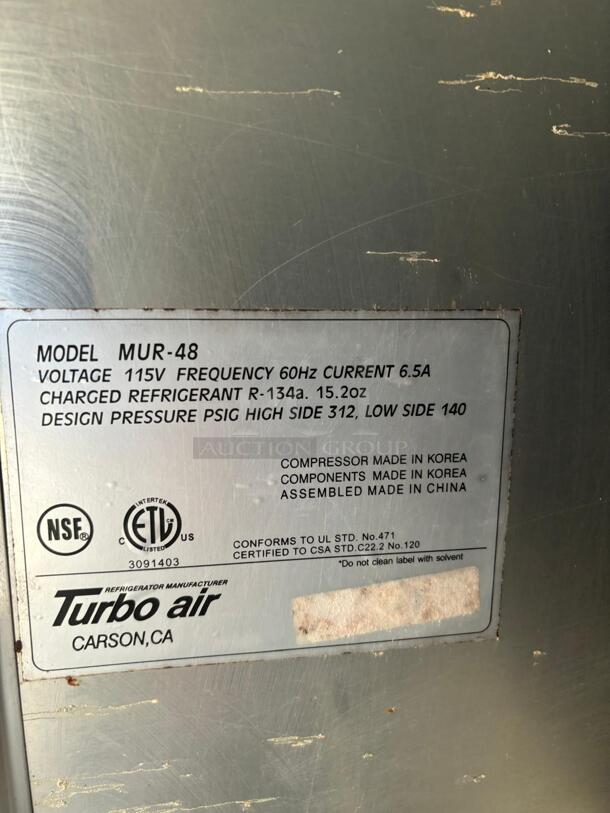 MODEL MUR-48
VOLTAGE 115V FREQUENCY 60Hz CURRENT 6.5A
CHARGED REFRIGERANT R-134a. 15.2oz
DESIGN PRESSURE PSIG HIGH SIDE 312, LOW SIDE 140
AUCTION GROUP
COMPRESSOR MADE IN KOREA
COMPONENTS MADE IN KOREA
ASSEMBLED MADE IN CHINA
NSF®
INTERTEK
C ETL US
LISTED
3091403
CONFORMS TO UL STD. No.471
CERTIFIED TO CSA STD.C22.2 No.120
*Do not clean label with solvent
REFRIGERATOR MANUFACTURER
Turbo air
CARSON,CA